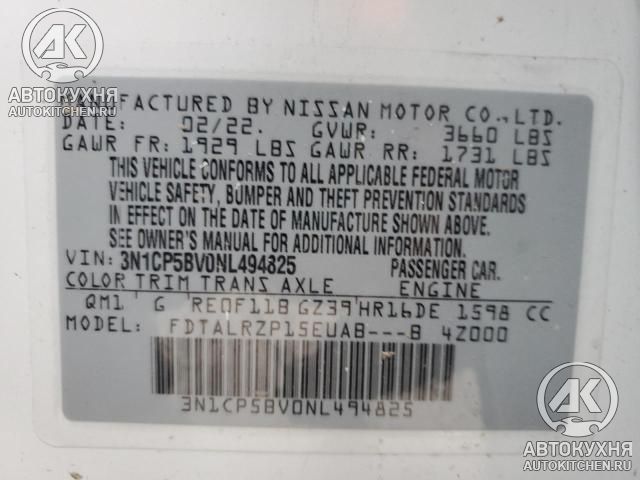 AK
АВТОКУХНЯ
AUTOKITCHEN.RU
MANUFACTURED BY NISSAN MOTOR CO.,LTD.
DATE: 02/22. GVWR: 3660 LBS
GAWR FR: 1929 LBS GAWR RR: 1731 LBS
THIS VEHICLE CONFORMS TO ALL APPLICABLE FEDERAL MOTOR
VEHICLE SAFETY, BUMPER AND THEFT PREVENTION STANDARDS
IN EFFECT ON THE DATE OF MANUFACTURE SHOWN ABOVE.
SEE OWNER'S MANUAL FOR ADDITIONAL INFORMATION.
VIN: 3N1CP5BV0NL494825 PASSENGER CAR.
COLOR TRIM TRANS AXLE ENGINE
QM1 G RE0F11B GZ39 HR16DE 1598 CC
MODEL: FDTALRZP15EUAB---B 4Z000
3N1CP5BV0NL494825
AK
АВТОКУХНЯ
AUTOKITCHEN.RU